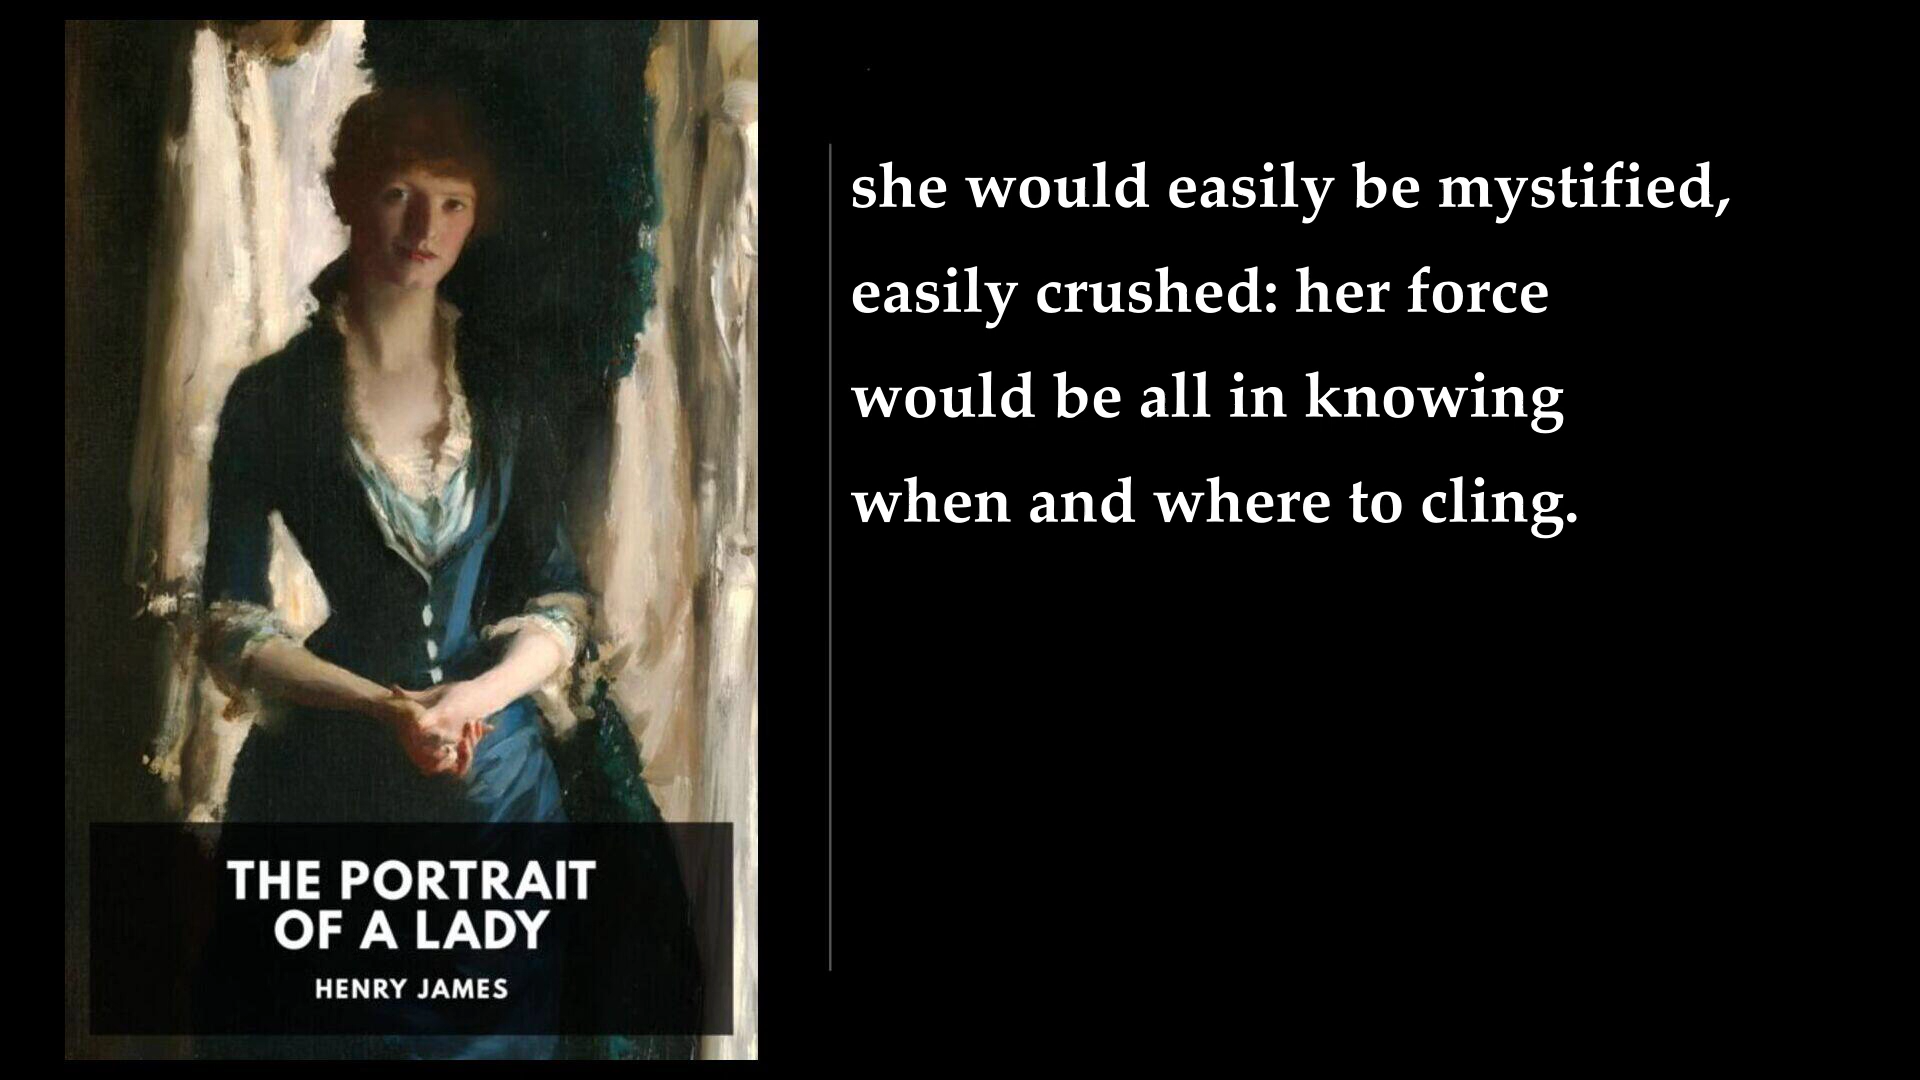 THE PORTRAIT
OF A LADY
HENRY JAMES
she would easily be mystified,
easily crushed: her force
would be all in knowing
when and where to cling.